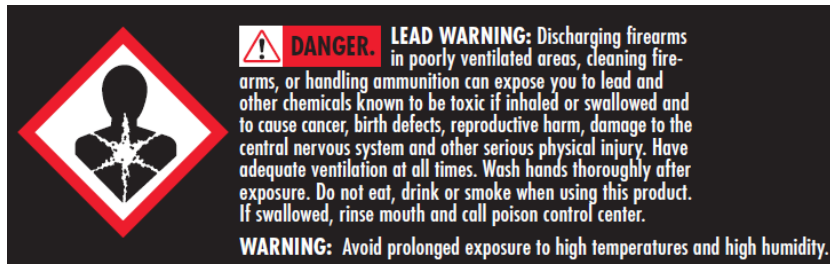 DANGER. LEAD WARNING: Discharging firearms
in poorly ventilated areas, cleaning fire-
arms, or handling ammunition can expose you to lead and
other chemicals known to be toxic if inhaled or swallowed and
to cause cancer, birth defects, reproductive harm, damage to the
central nervous system and other serious physical injury. Have
adequate ventilation at all times. Wash hands thoroughly after
exposure. Do not eat, drink or smoke when using this product.
If swallowed, rinse mouth and call poison control center.
WARNING: Avoid prolonged exposure to high temperatures and high humidity.